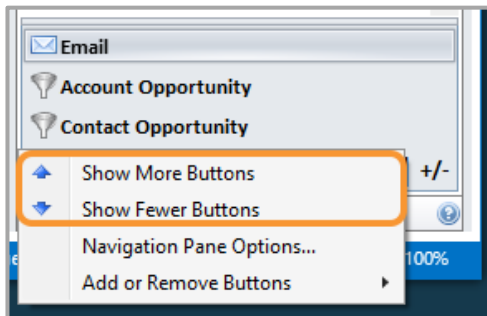 Email
Account Opportunity
Contact Opportunity
+/-
Show More Buttons
Show Fewer Buttons
Navigation Pane Options...
100%
Add or Remove Buttons